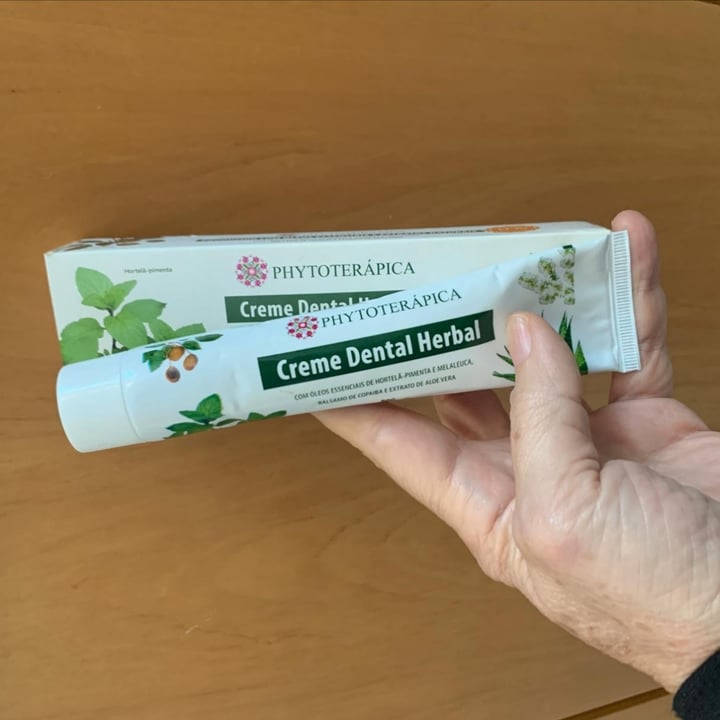 Hortelã-pimenta
PHYTOTERÁPICA
Creme Dental
PHYTOTERÁPICA
Creme Dental Herbal
COM ÓLEOS ESSENCIAIS DE HORTELÃ-PIMENTA E MELALEUCA,
BÁLSAMO DE COPAÍBA E EXTRATO DE ALOE VERA